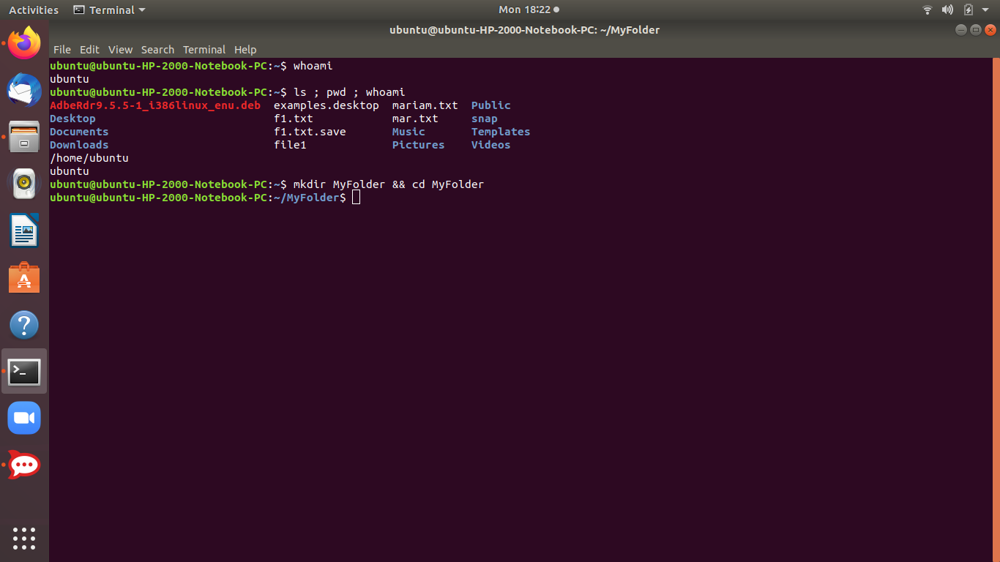 Activities Terminal Mon 18:22
ubuntu@ubuntu-HP-2000-Notebook-PC: ~/MyFolder
File Edit View Search Terminal Help
ubuntu@ubuntu-HP-2000-Notebook-PC:~$ whoami
ubuntu
ubuntu@ubuntu-HP-2000-Notebook-PC:~$ ls ; pwd ; whoami
AdbeRdr9.5.5-1_i386linux_enu.deb examples.desktop mariam.txt Public
Desktop f1.txt mar.txt snap
Documents f1.txt.save Music Templates
Downloads file1 Pictures Videos
/home/ubuntu
ubuntu
ubuntu@ubuntu-HP-2000-Notebook-PC:~$ mkdir MyFolder && cd MyFolder
ubuntu@ubuntu-HP-2000-Notebook-PC:~/MyFolder$